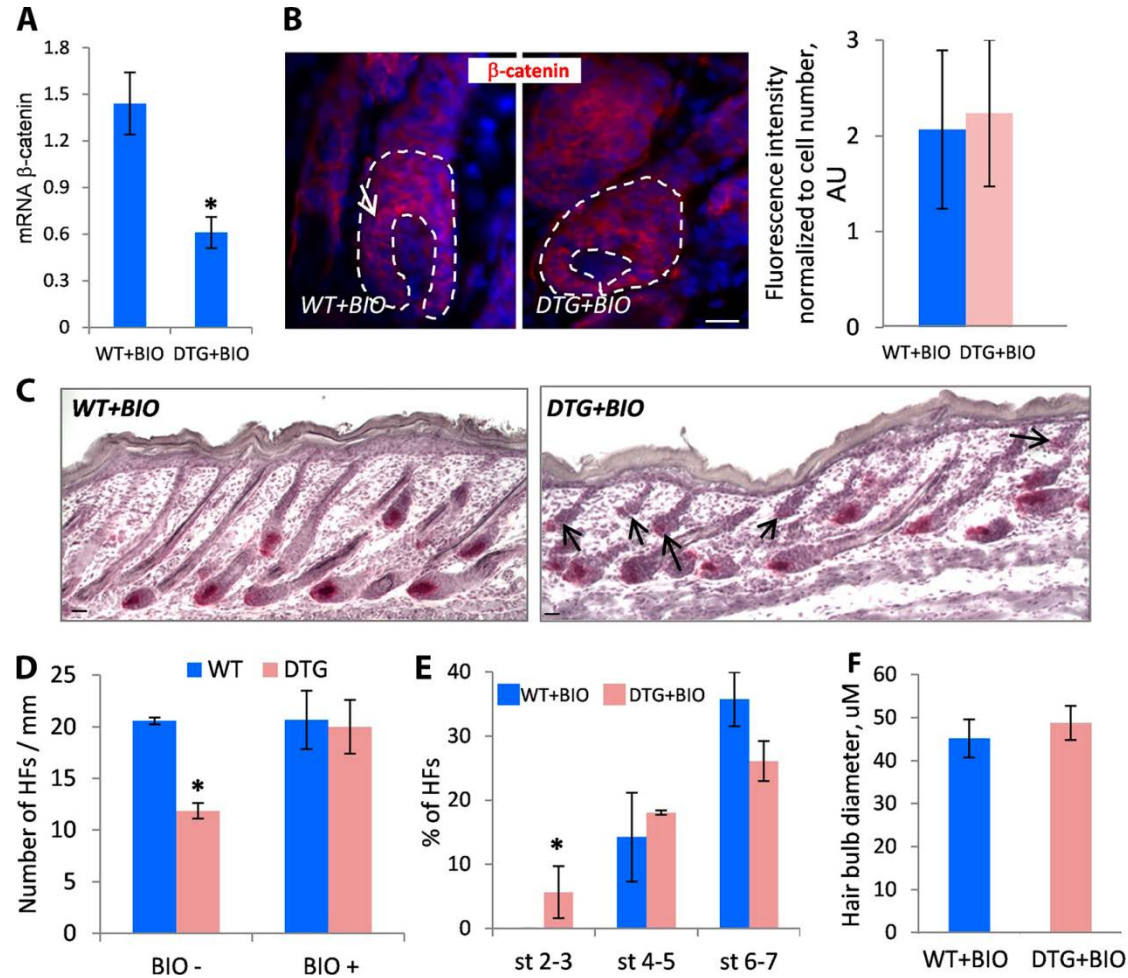 A
mRNA β-catenin
1.8
1.5
1.2
0.9
0.6
0.3
0
*
WT+BIO DTG+BIO
B
β-catenin
WT+BIO
DTG+BIO
Fluorescence intensity
normalized to cell number,
AU
3
2
1
0
WT+BIO DTG+BIO
C
WT+BIO
DTG+BIO
D
WT DTG
Number of HFs / mm
25
20
15
10
5
0
*
BIO - BIO +
E
WT+BIO DTG+BIO
% of HFs
40
30
20
10
0
*
st 2-3 st 4-5 st 6-7
F
Hair bulb diameter, uM
60
50
40
30
20
10
0
WT+BIO DTG+BIO